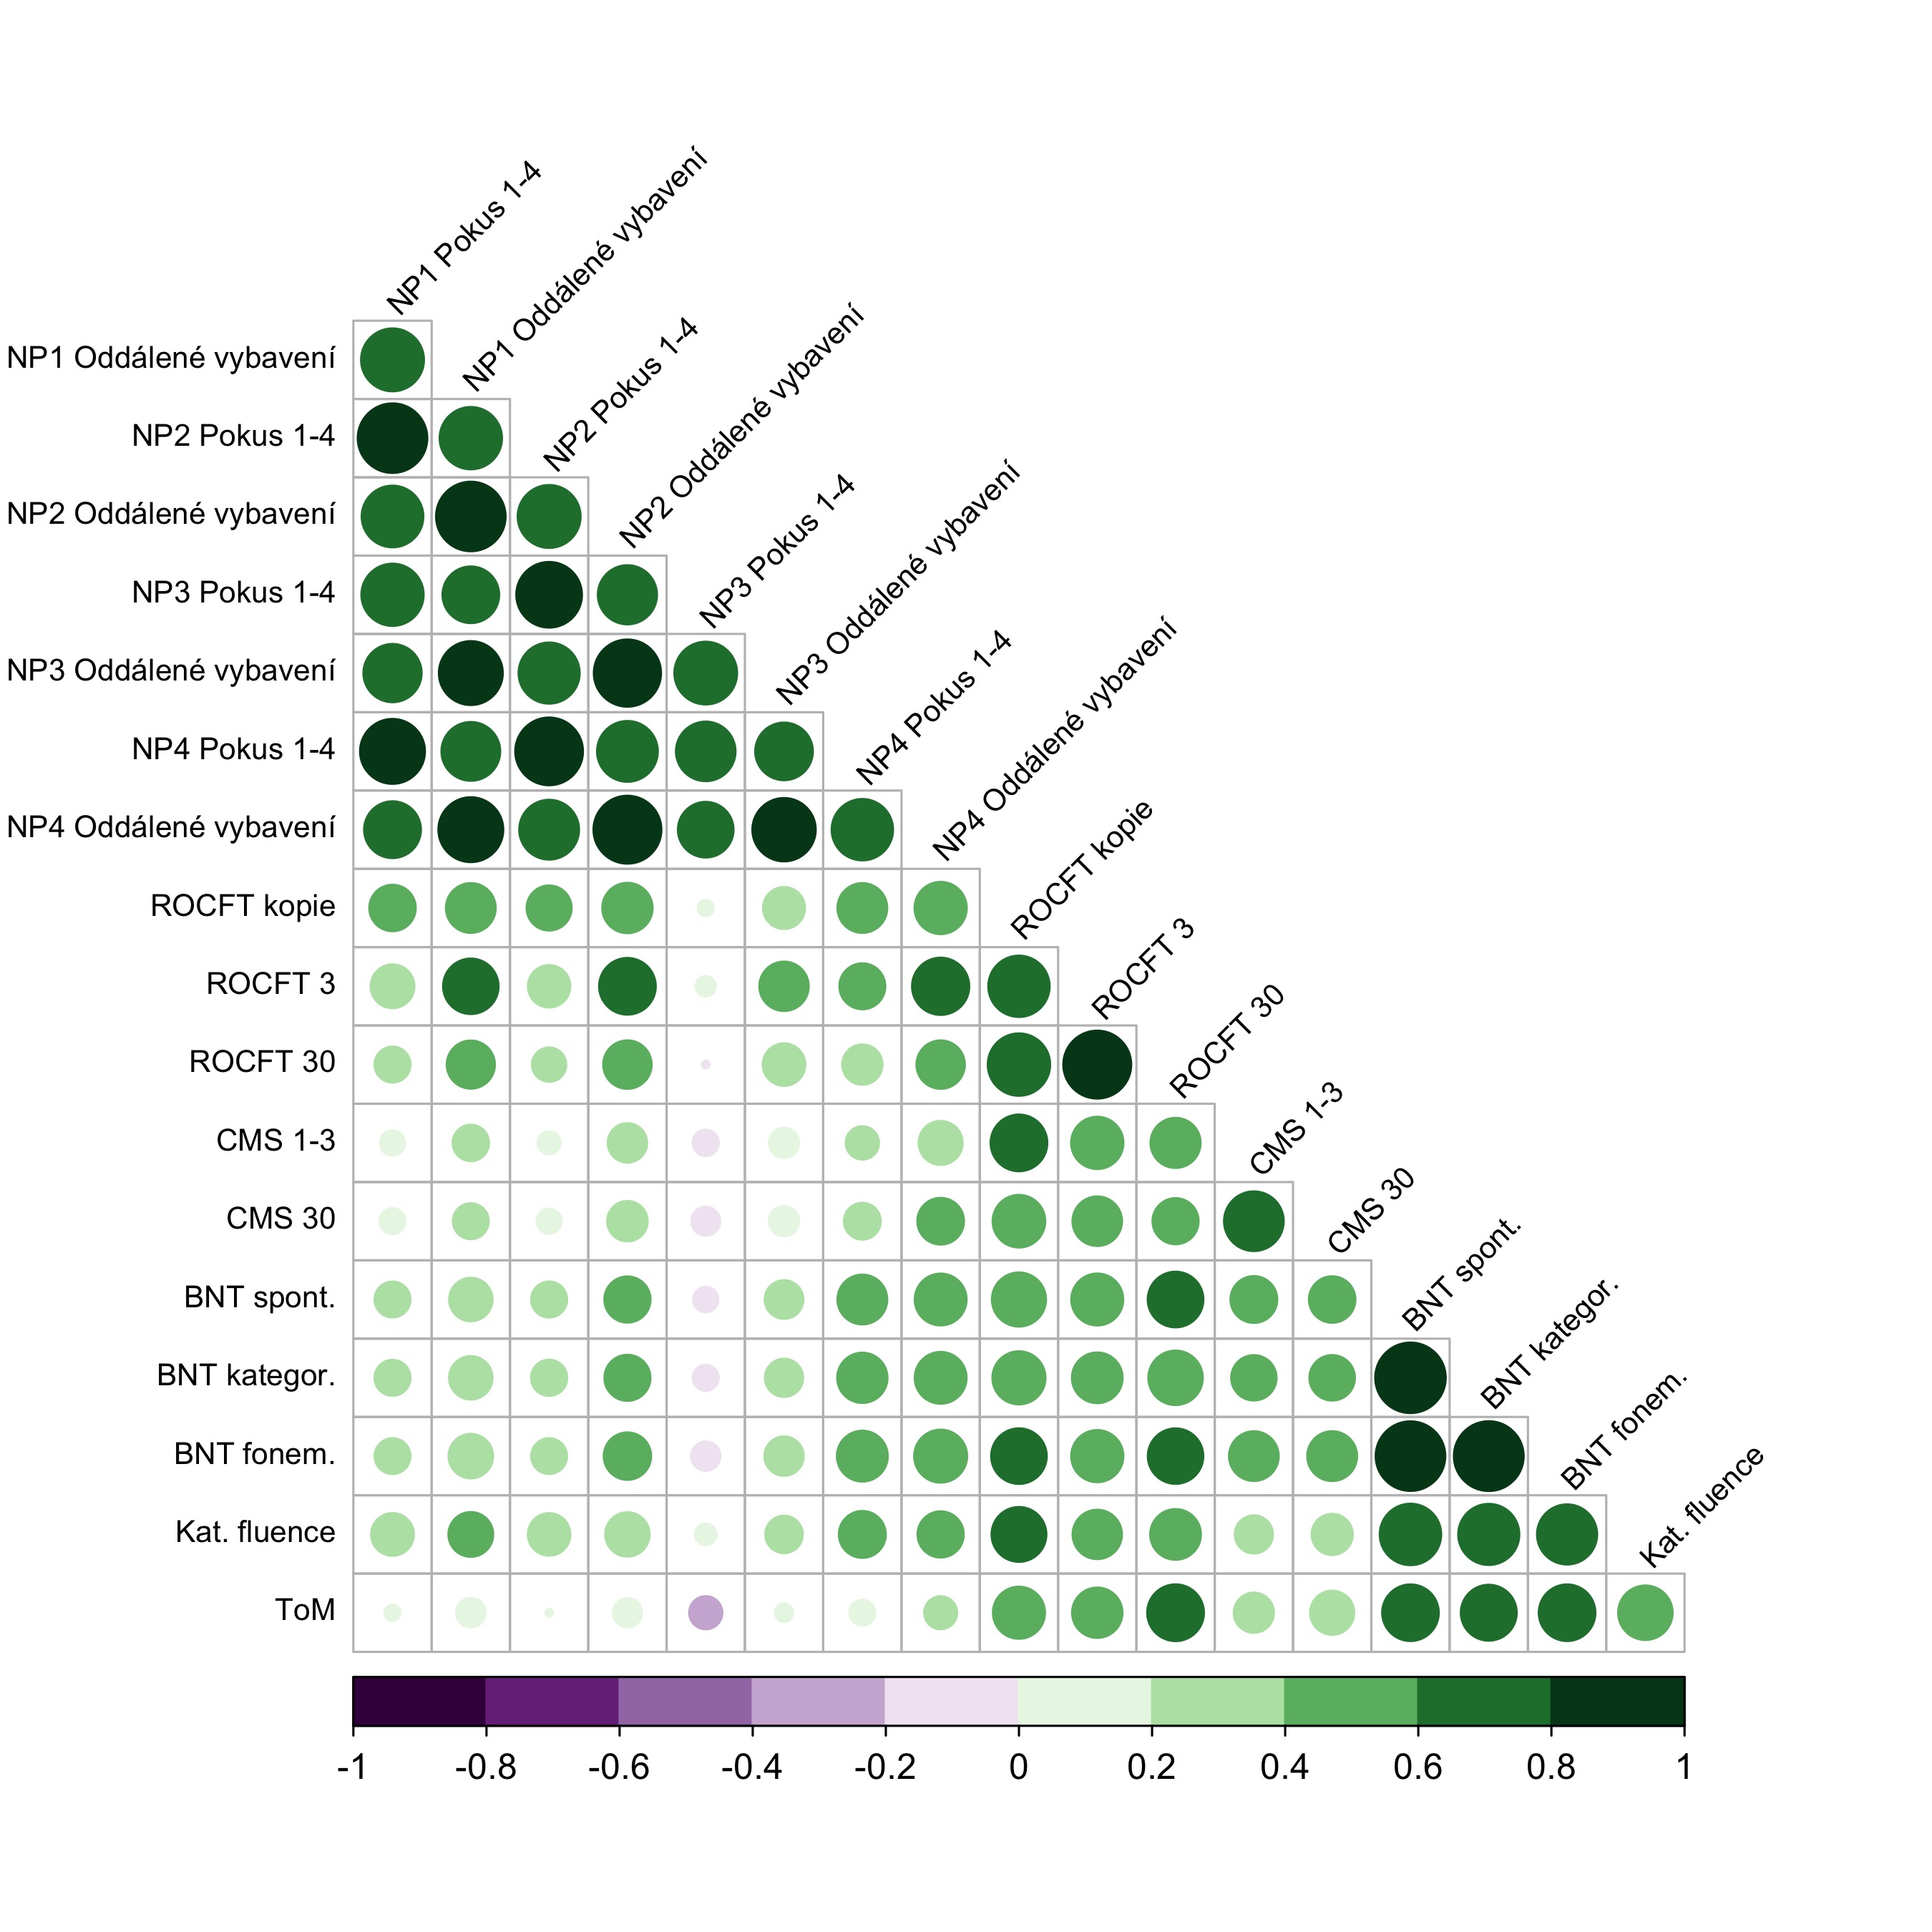 NP1 Pokus 1-4
NP1 Oddálené vybavení
NP2 Pokus 1-4
NP2 Oddálené vybavení
NP3 Pokus 1-4
NP3 Oddálené vybavení
NP4 Pokus 1-4
NP4 Oddálené vybavení
ROCFT kopie
ROCFT 3
ROCFT 30
CMS 1-3
CMS 30
BNT spont.
BNT kategor.
BNT fonem.
Kat. fluence
NP1 Oddálené vybavení
NP2 Pokus 1-4
NP2 Oddálené vybavení
NP3 Pokus 1-4
NP3 Oddálené vybavení
NP4 Pokus 1-4
NP4 Oddálené vybavení
ROCFT kopie
ROCFT 3
ROCFT 30
CMS 1-3
CMS 30
BNT spont.
BNT kategor.
BNT fonem.
Kat. fluence
ToM
-1 -0.8 -0.6 -0.4 -0.2 0 0.2 0.4 0.6 0.8 1